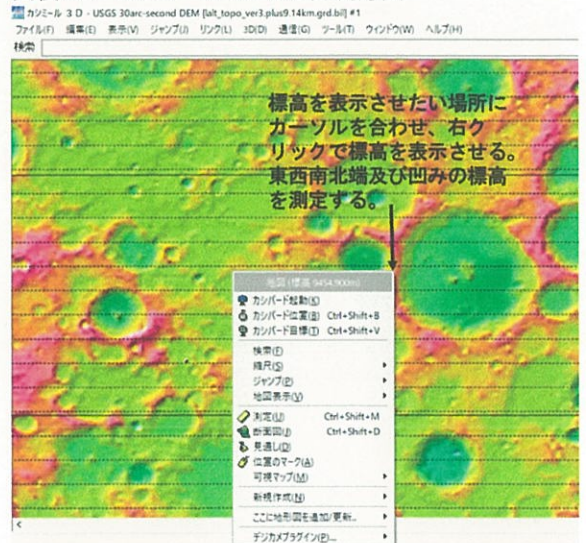 カシミール 3D - USGS 30arc-second DEM [lalt_topo_ver3.plus9.14km.grd.bil] #1
ファイル(F) 編集(E) 表示(V) ジャンプ(J) リンク(L) 3D(D) 通信(G) ツール(T) ウィンドウ(W) ヘルプ(H)
検索
標高を表示させたい場所に
カーソルを合わせ、右ク
リックで標高を表示させる。
東西南北端及び凹みの標高
を測定する。
地図 (標高 9454.900m)
カシバード起動(K)
カシバード位置(B) Ctrl+Shift+B
カシバード目標(T) Ctrl+Shift+V
検索(F)
縮尺(S)
ジャンプ(P)
地図表示(V)
測定(U) Ctrl+Shift+M
断面図(J) Ctrl+Shift+D
見通し(D)
位置のマーク(A)
可視マップ(M)
新規作成(N)
ここに地形図を追加/更新...
デジカメプラグイン(P)...